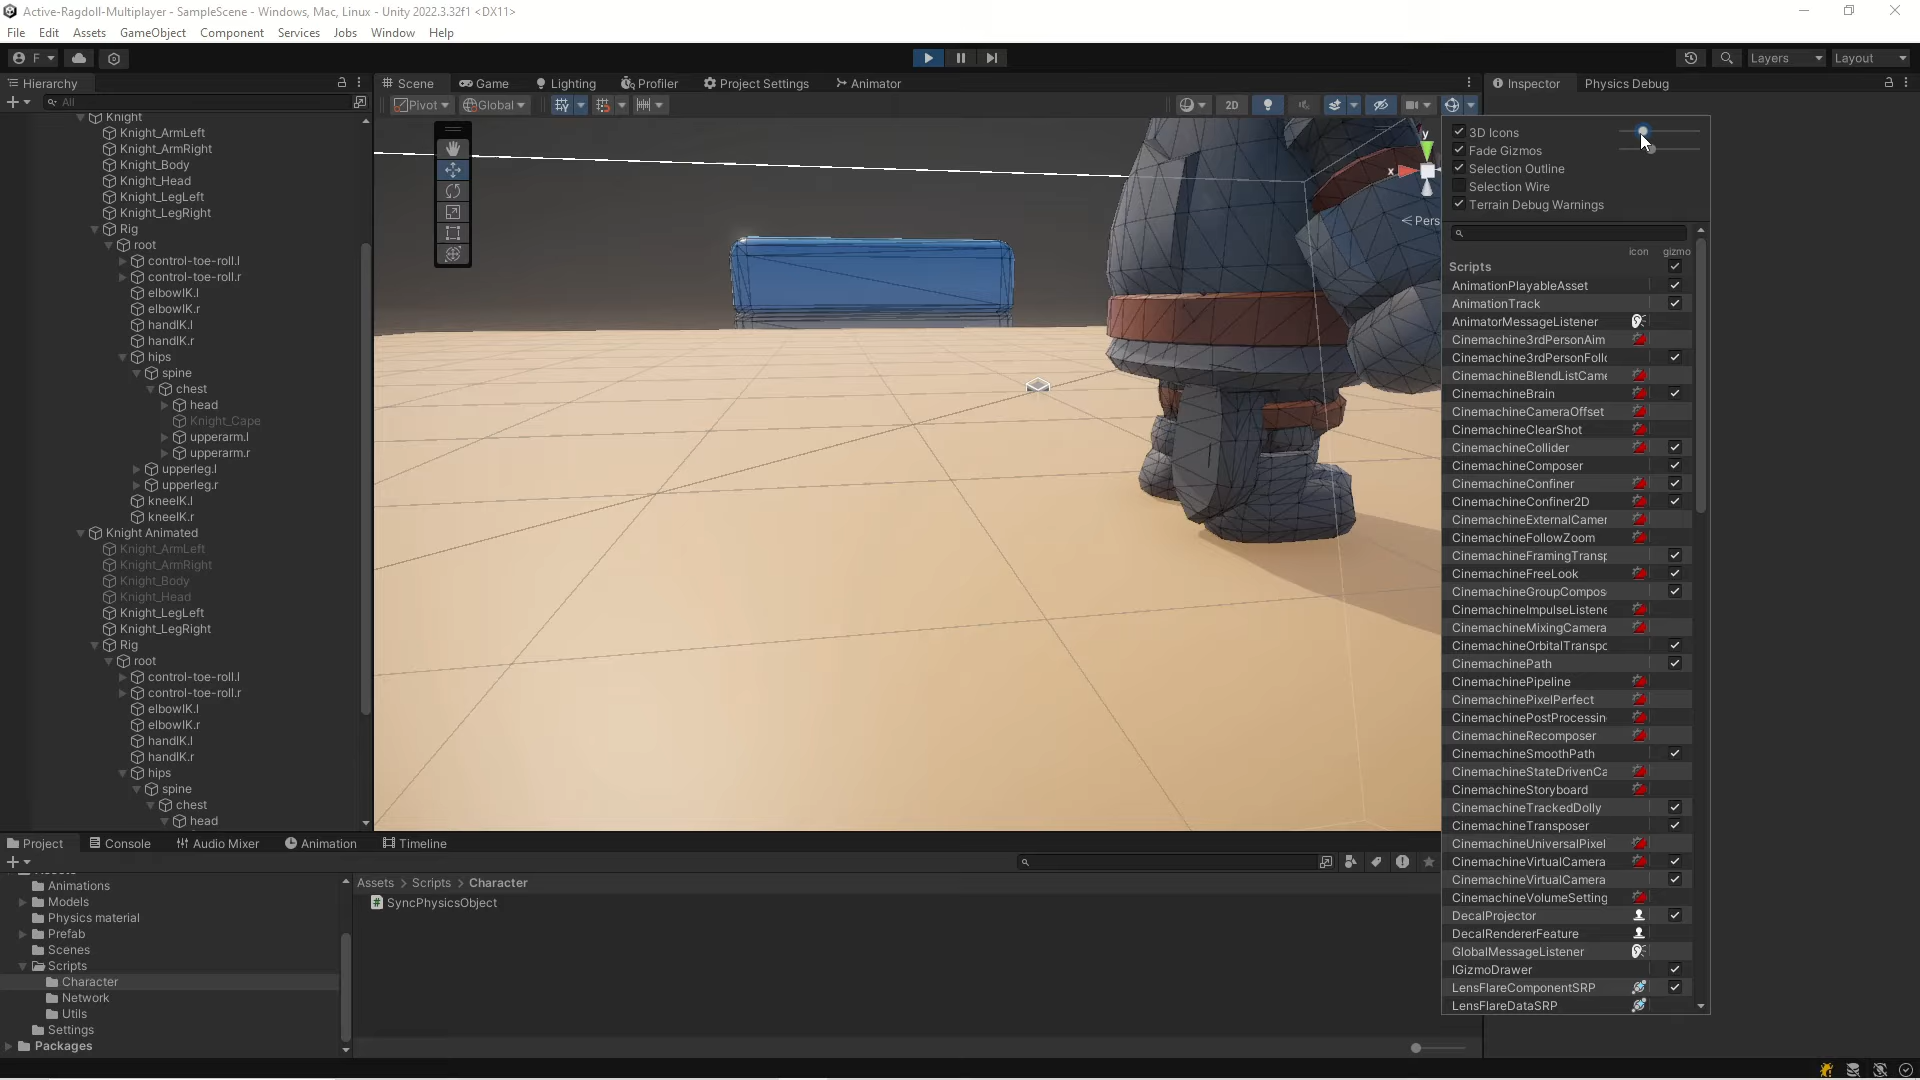 Active-Ragdoll-Multiplayer - SampleScene - Windows, Mac, Linux - Unity 2022.3.32f1 <DX11>
File Edit Assets GameObject Component Services Jobs Window Help
F Layers Layout
Hierarchy
All
Knight
Knight_ArmLeft
Knight_ArmRight
Knight_Body
Knight_Head
Knight_LegLeft
Knight_LegRight
Rig
root
control-toe-roll.l
control-toe-roll.r
elbowIK.l
elbowIK.r
handIK.l
handIK.r
hips
spine
chest
head
Knight_Cape
upperarm.l
upperarm.r
upperleg.l
upperleg.r
kneeIK.l
kneeIK.r
Knight Animated
Knight_ArmLeft
Knight_ArmRight
Knight_Body
Knight_Head
Knight_LegLeft
Knight_LegRight
Rig
root
control-toe-roll.l
control-toe-roll.r
elbowIK.l
elbowIK.r
handIK.l
handIK.r
hips
spine
chest
head
Scene Game Lighting Profiler Project Settings Animator
Pivot Global 2D
y
x
< Pers
Inspector Physics Debug
3D Icons
Fade Gizmos
Selection Outline
Selection Wire
Terrain Debug Warnings
icon gizmo
Scripts
AnimationPlayableAsset
AnimationTrack
AnimatorMessageListener
Cinemachine3rdPersonAim
Cinemachine3rdPersonFoll
CinemachineBlendListCame
CinemachineBrain
CinemachineCameraOffset
CinemachineClearShot
CinemachineCollider
CinemachineComposer
CinemachineConfiner
CinemachineConfiner2D
CinemachineExternalCamer
CinemachineFollowZoom
CinemachineFramingTransp
CinemachineFreeLook
CinemachineGroupCompos
CinemachineImpulseListene
CinemachineMixingCamera
CinemachineOrbitalTranspo
CinemachinePath
CinemachinePipeline
CinemachinePixelPerfect
CinemachinePostProcessin
CinemachineRecomposer
CinemachineSmoothPath
CinemachineStateDrivenCa
CinemachineStoryboard
CinemachineTrackedDolly
CinemachineTransposer
CinemachineUniversalPixel
CinemachineVirtualCamera
CinemachineVirtualCamera
CinemachineVolumeSetting
DecalProjector
DecalRendererFeature
GlobalMessageListener
IGizmoDrawer
LensFlareComponentSRP
LensFlareDataSRP
Project Console Audio Mixer Animation Timeline
Animations
Models
Physics material
Prefab
Scenes
Scripts
Character
Network
Utils
Settings
Packages
Assets > Scripts > Character
SyncPhysicsObject